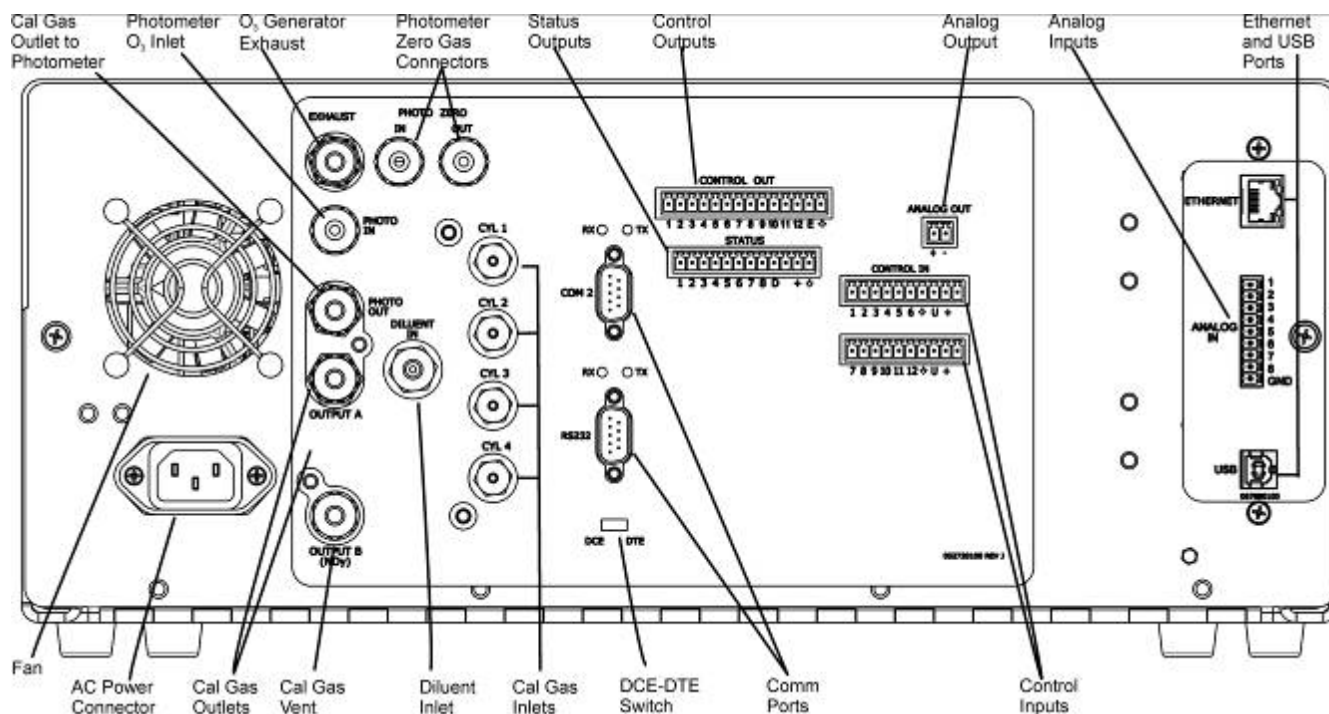 Cal Gas Outlet to Photometer
Photometer O3 Inlet
O3 Generator Exhaust
Photometer Zero Gas Connectors
Status Outputs
Control Outputs
Analog Output
Analog Inputs
Ethernet and USB Ports
EXHAUST
PHOTO ZERO
IN
OUT
PHOTO IN
PHOTO OUT
OUTPUT A
OUTPUT B (NOy)
DILUENT IN
CYL 1
CYL 2
CYL 3
CYL 4
RX TX
COM 2
RX TX
RS232
DCE DTE
CONTROL OUT
1 2 3 4 5 6 7 8 9 10 11 12 E
STATUS
1 2 3 4 5 6 7 8 D +
ANALOG OUT
+ -
CONTROL IN
1 2 3 4 5 6 U +
7 8 9 10 11 12 U +
ETHERNET
ANALOG IN
1
2
3
4
5
6
7
8
GND
USB
Fan
AC Power Connector
Cal Gas Outlets
Cal Gas Vent
Diluent Inlet
Cal Gas Inlets
DCE-DTE Switch
Comm Ports
Control Inputs